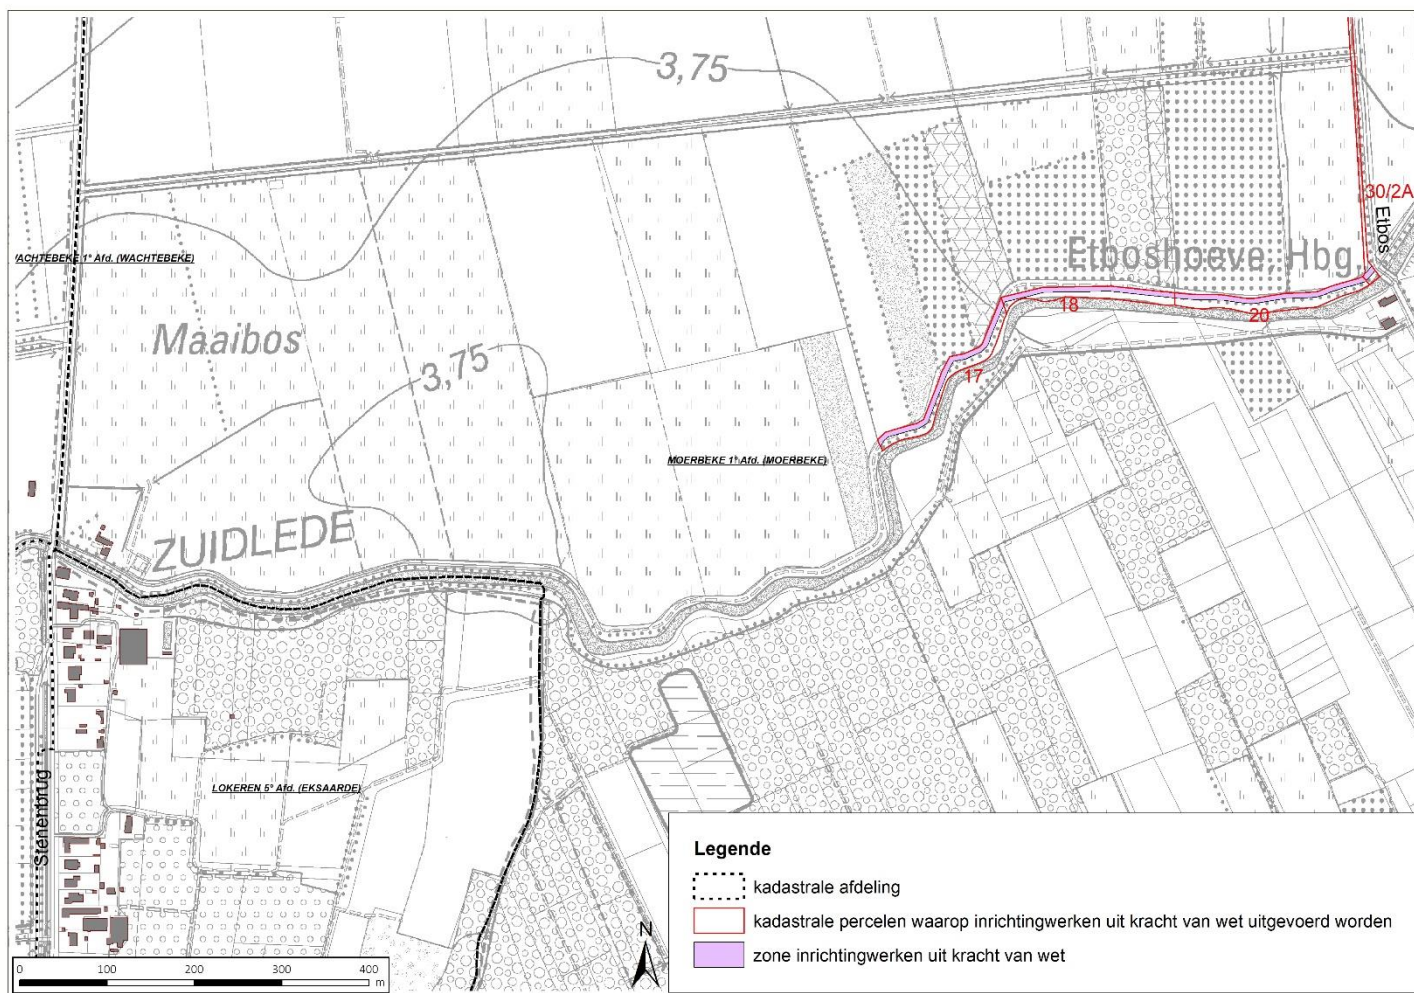 3,75
30/2A
Etbos
Etboshoeve, Hbg.
ACHTEBEKE 1° Afd. (WACHTEBEKE)
18
20
Maaibos
3,75
17
MOERBEKE 1° Afd. (MOERBEKE)
ZUIDLEDE
LOKEREN 5° Afd. (EKSAARDE)
Stenenbrug
Legende
kadastrale afdeling
kadastrale percelen waarop inrichtingwerken uit kracht van wet uitgevoerd worden
zone inrichtingwerken uit kracht van wet
N
0 100 200 300 400
m